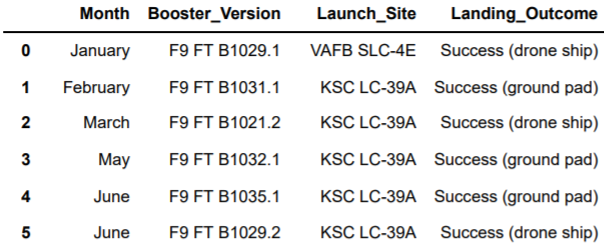 Month Booster_Version Launch_Site Landing_Outcome
0 January F9 FT B1029.1 VAFB SLC-4E Success (drone ship)
1 February F9 FT B1031.1 KSC LC-39A Success (ground pad)
2 March F9 FT B1021.2 KSC LC-39A Success (drone ship)
3 May F9 FT B1032.1 KSC LC-39A Success (ground pad)
4 June F9 FT B1035.1 KSC LC-39A Success (ground pad)
5 June F9 FT B1029.2 KSC LC-39A Success (drone ship)